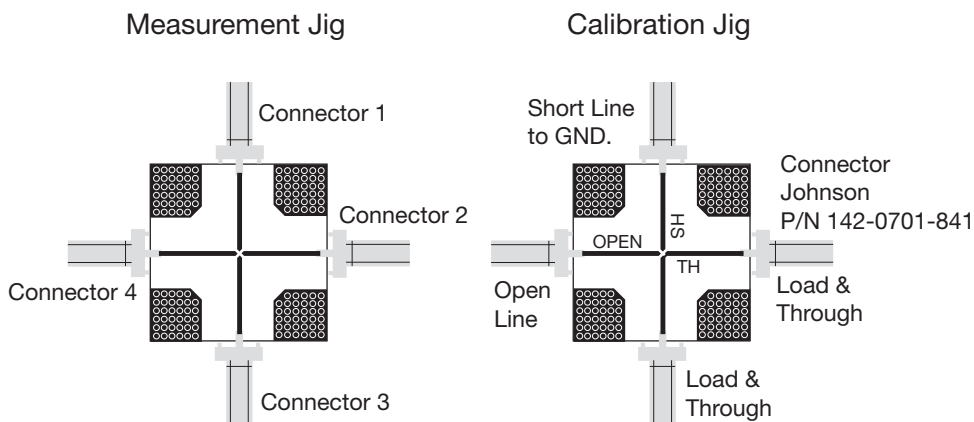 Measurement Jig
Calibration Jig
Connector 1
Connector 2
Connector 3
Connector 4
Short Line
to GND.
Connector
Johnson
P/N 142-0701-841
OPEN
HS
TH
Open
Line
Load &
Through
Load &
Through